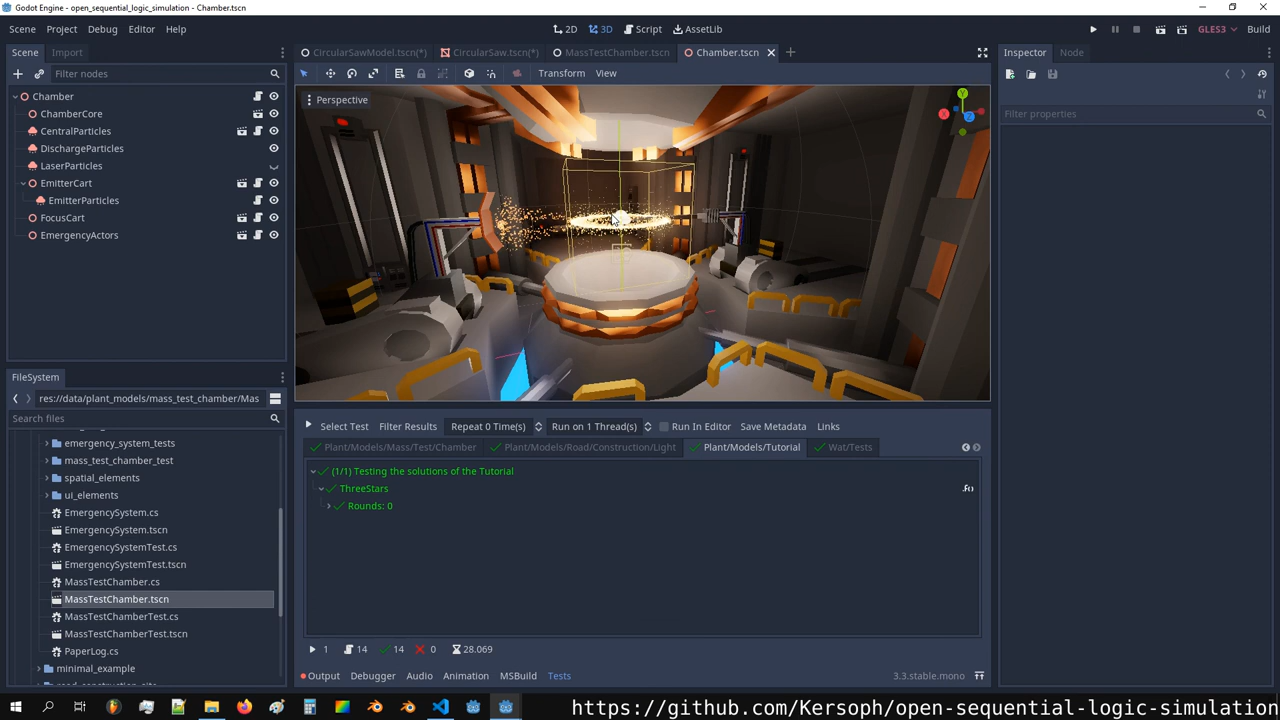 Godot Engine - open_sequential_logic_simulation - Chamber.tscn
Scene Project Debug Editor Help
2D 3D Script AssetLib
GLES3 Build
Scene Import
CircularSawModel.tscn(*) CircularSaw.tscn(*) MassTestChamber.tscn Chamber.tscn
Inspector Node
Filter nodes
Transform View
Perspective
Y
X
Z
Filter properties
Chamber
ChamberCore
CentralParticles
DischargeParticles
LaserParticles
EmitterCart
EmitterParticles
FocusCart
EmergencyActors
FileSystem
res://data/plant_models/mass_test_chamber/Mas
Search files
emergency_system_tests
mass_test_chamber_test
spatial_elements
ui_elements
EmergencySystem.cs
EmergencySystem.tscn
EmergencySystemTest.cs
EmergencySystemTest.tscn
MassTestChamber.cs
MassTestChamber.tscn
MassTestChamberTest.cs
MassTestChamberTest.tscn
PaperLog.cs
minimal_example
Select Test Filter Results Repeat 0 Time(s) Run on 1 Thread(s) Run In Editor Save Metadata Links
Plant/Models/Mass/Test/Chamber Plant/Models/Road/Construction/Light Plant/Models/Tutorial Wat/Tests
(1/1) Testing the solutions of the Tutorial
ThreeStars
Rounds: 0
1 14 14 0 28.069
Output Debugger Audio Animation MSBuild Tests 3.3.stable.mono
https://github.com/Kersoph/open-sequential-logic-simulation